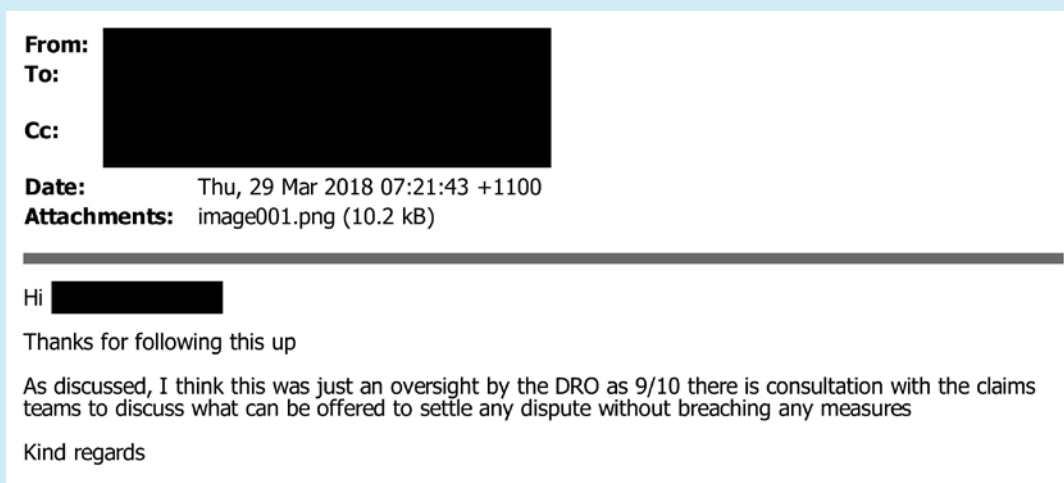 From:
To:
Cc:
Date: Thu, 29 Mar 2018 07:21:43 +1100
Attachments: image001.png (10.2 kB)
Hi
Thanks for following this up
As discussed, I think this was just an oversight by the DRO as 9/10 there is consultation with the claims
teams to discuss what can be offered to settle any dispute without breaching any measures
Kind regards